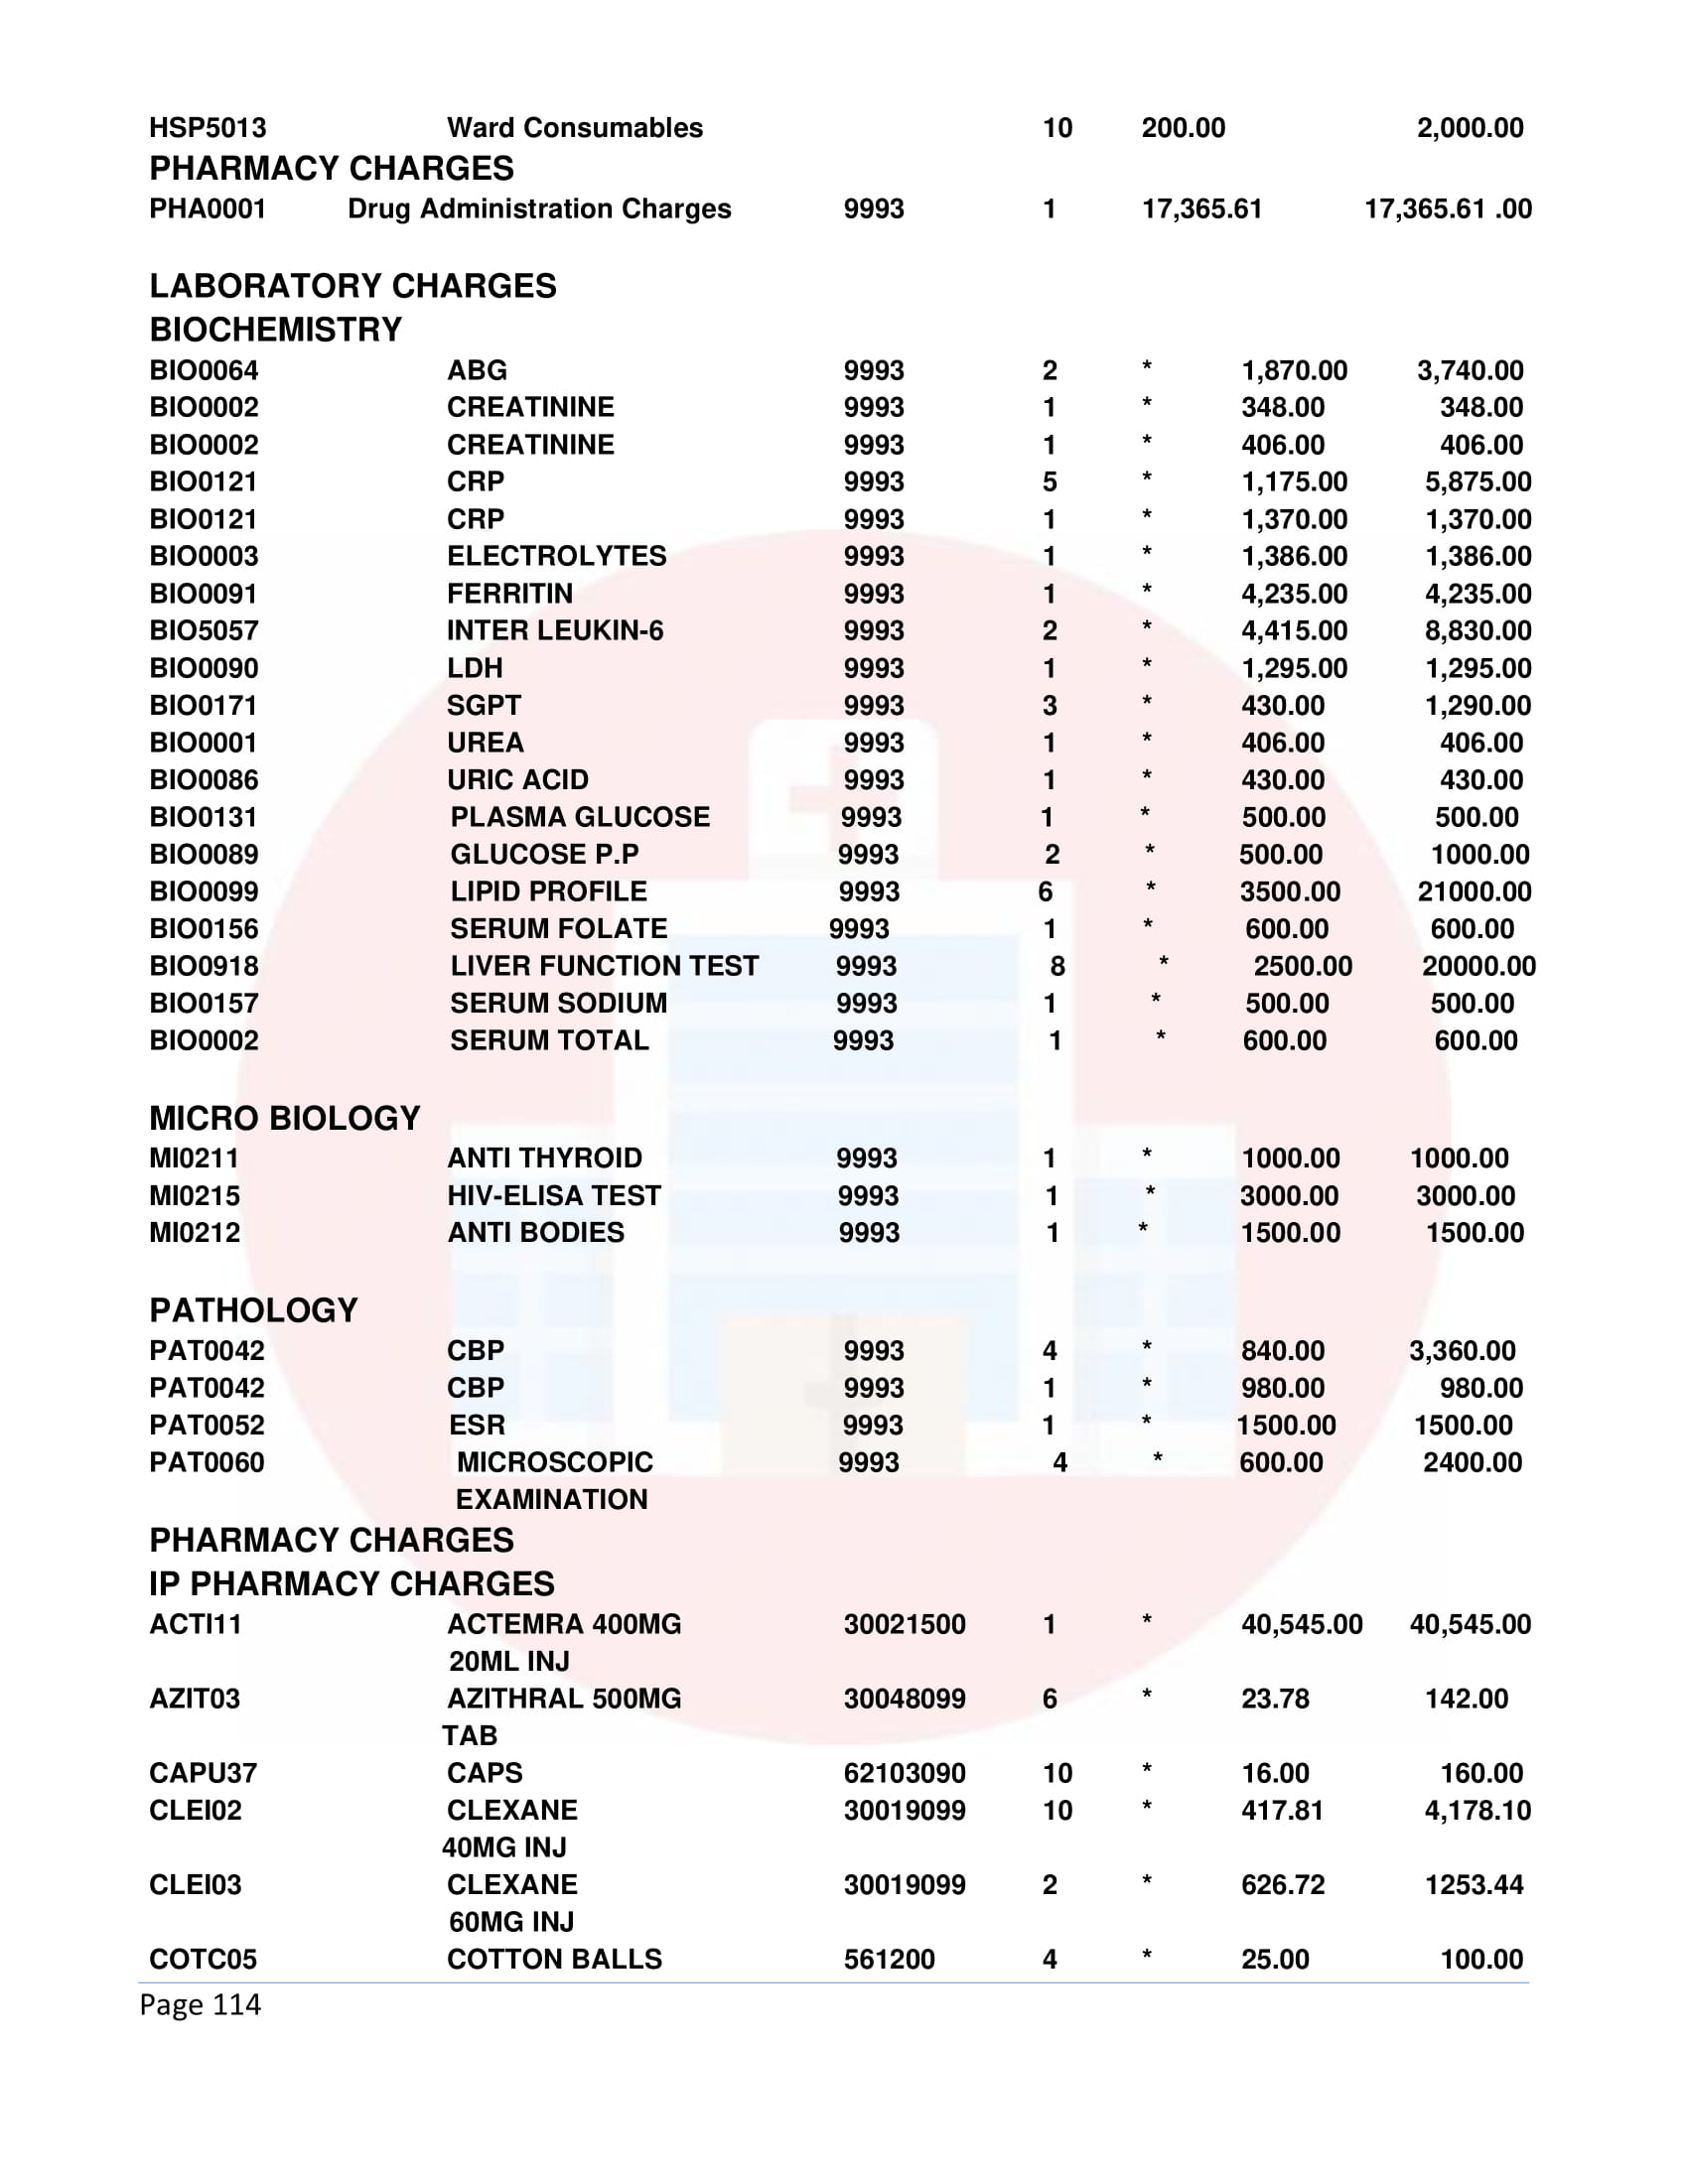 HSP5013 Ward Consumables 10 200.00 2,000.00
PHARMACY CHARGES
PHA0001 Drug Administration Charges 9993 1 17,365.61 17,365.61 .00
LABORATORY CHARGES
BIOCHEMISTRY
BIO0064 ABG 9993 2 * 1,870.00 3,740.00
BIO0002 CREATININE 9993 1 * 348.00 348.00
BIO0002 CREATININE 9993 1 * 406.00 406.00
BIO0121 CRP 9993 5 * 1,175.00 5,875.00
BIO0121 CRP 9993 1 * 1,370.00 1,370.00
BIO0003 ELECTROLYTES 9993 1 * 1,386.00 1,386.00
BIO0091 FERRITIN 9993 1 * 4,235.00 4,235.00
BIO5057 INTER LEUKIN-6 9993 2 * 4,415.00 8,830.00
BIO0090 LDH 9993 1 * 1,295.00 1,295.00
BIO0171 SGPT 9993 3 * 430.00 1,290.00
BIO0001 UREA 9993 1 * 406.00 406.00
BIO0086 URIC ACID 9993 1 * 430.00 430.00
BIO0131 PLASMA GLUCOSE 9993 1 * 500.00 500.00
BIO0089 GLUCOSE P.P 9993 2 * 500.00 1000.00
BIO0099 LIPID PROFILE 9993 6 * 3500.00 21000.00
BIO0156 SERUM FOLATE 9993 1 * 600.00 600.00
BIO0918 LIVER FUNCTION TEST 9993 8 * 2500.00 20000.00
BIO0157 SERUM SODIUM 9993 1 * 500.00 500.00
BIO0002 SERUM TOTAL 9993 1 * 600.00 600.00
MICRO BIOLOGY
MI0211 ANTI THYROID 9993 1 * 1000.00 1000.00
MI0215 HIV-ELISA TEST 9993 1 * 3000.00 3000.00
MI0212 ANTI BODIES 9993 1 * 1500.00 1500.00
PATHOLOGY
PAT0042 CBP 9993 4 * 840.00 3,360.00
PAT0042 CBP 9993 1 * 980.00 980.00
PAT0052 ESR 9993 1 * 1500.00 1500.00
PAT0060 MICROSCOPIC 9993 4 * 600.00 2400.00
EXAMINATION
PHARMACY CHARGES
IP PHARMACY CHARGES
ACTI11 ACTEMRA 400MG 30021500 1 * 40,545.00 40,545.00
20ML INJ
AZIT03 AZITHRAL 500MG 30048099 6 * 23.78 142.00
TAB
CAPU37 CAPS 62103090 10 * 16.00 160.00
CLEI02 CLEXANE 30019099 10 * 417.81 4,178.10
40MG INJ
CLEI03 CLEXANE 30019099 2 * 626.72 1253.44
60MG INJ
COTC05 COTTON BALLS 561200 4 * 25.00 100.00
Page 114